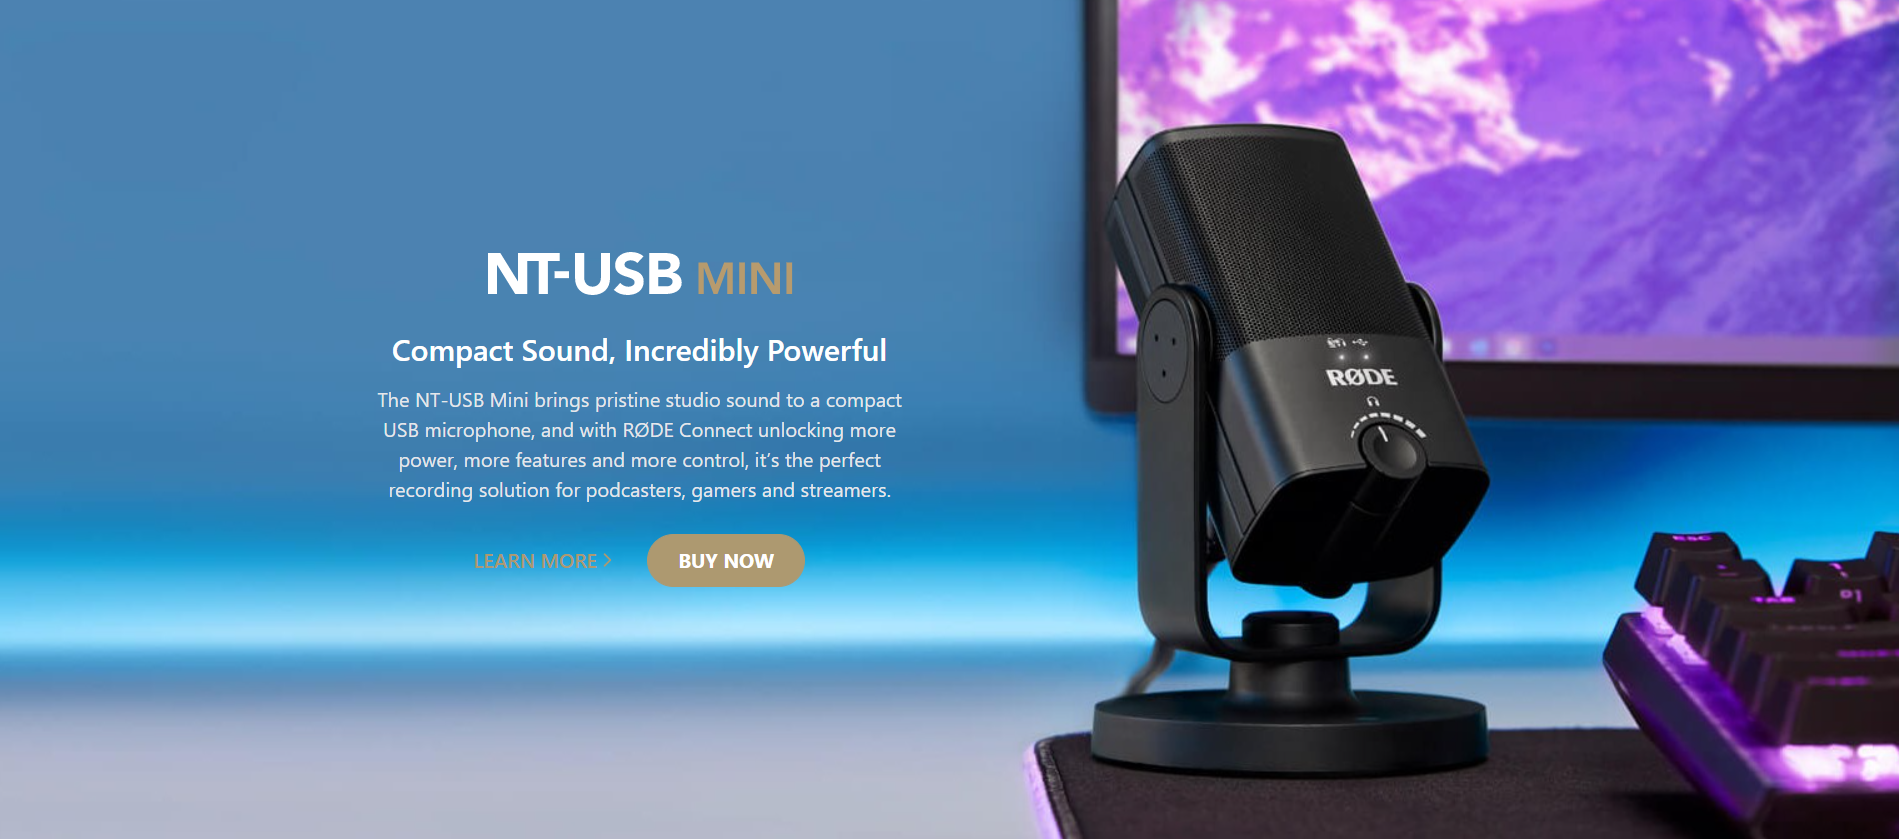 NT-USB MINI
Compact Sound, Incredibly Powerful
The NT-USB Mini brings pristine studio sound to a compact
USB microphone, and with RØDE Connect unlocking more
power, more features and more control, it’s the perfect
recording solution for podcasters, gamers and streamers.
LEARN MORE >
BUY NOW
RØDE
ESC
TAB